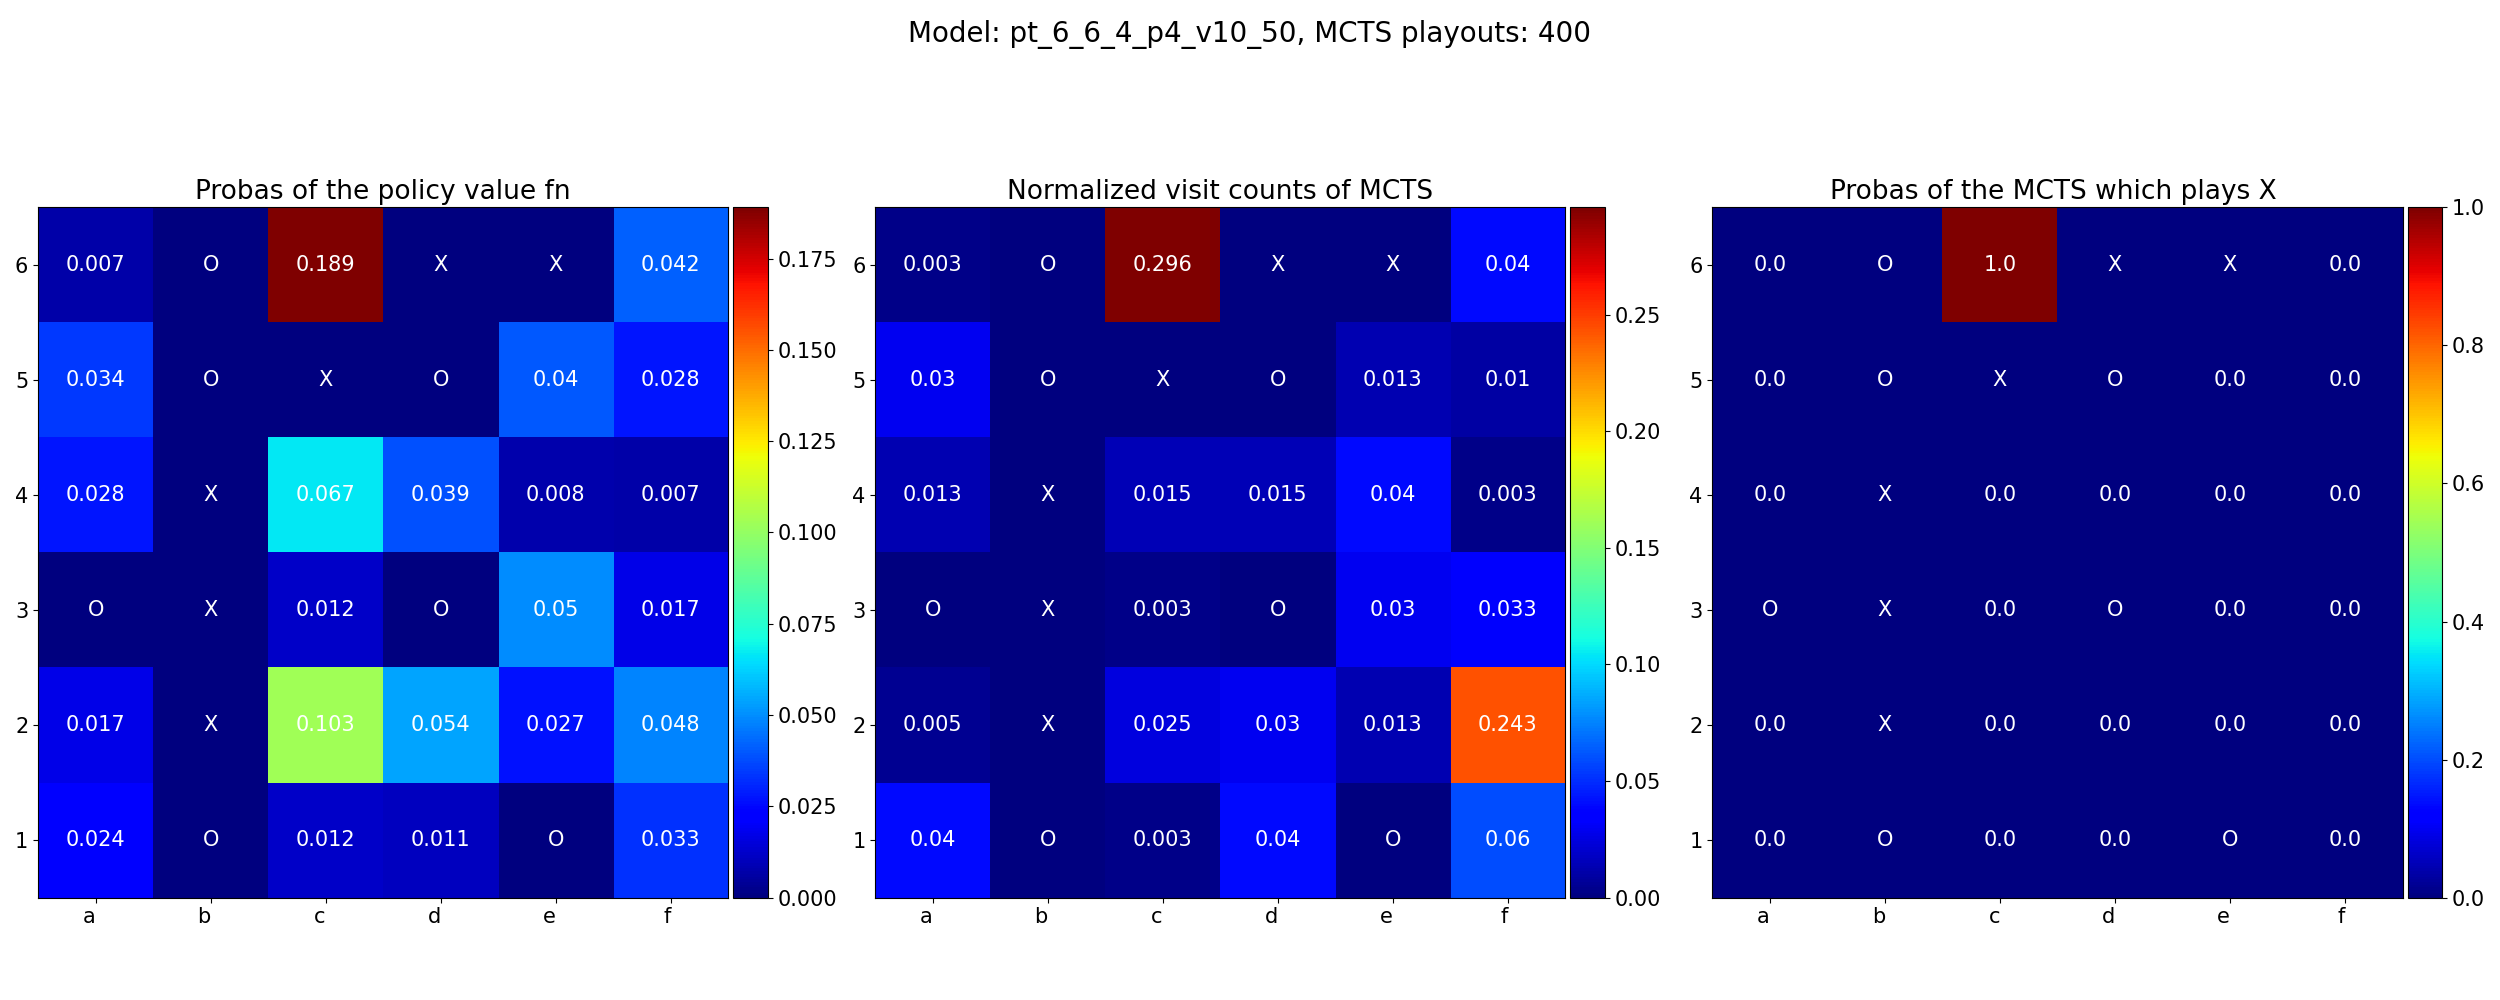 Model: pt_6_6_4_p4_v10_50, MCTS playouts: 400
Probas of the policy value fn
6 0.007 O 0.189 X X 0.042
5 0.034 O X O 0.04 0.028
4 0.028 X 0.067 0.039 0.008 0.007
3 O X 0.012 O 0.05 0.017
2 0.017 X 0.103 0.054 0.027 0.048
1 0.024 O 0.012 0.011 O 0.033
a b c d e f
0.175
0.150
0.125
0.100
0.075
0.050
0.025
0.000
Normalized visit counts of MCTS
6 0.003 O 0.296 X X 0.04
5 0.03 O X O 0.013 0.01
4 0.013 X 0.015 0.015 0.04 0.003
3 O X 0.003 O 0.03 0.033
2 0.005 X 0.025 0.03 0.013 0.243
1 0.04 O 0.003 0.04 O 0.06
a b c d e f
0.25
0.20
0.15
0.10
0.05
0.00
Probas of the MCTS which plays X
6 0.0 O 1.0 X X 0.0
5 0.0 O X O 0.0 0.0
4 0.0 X 0.0 0.0 0.0 0.0
3 O X 0.0 O 0.0 0.0
2 0.0 X 0.0 0.0 0.0 0.0
1 0.0 O 0.0 0.0 O 0.0
a b c d e f
1.0
0.8
0.6
0.4
0.2
0.0